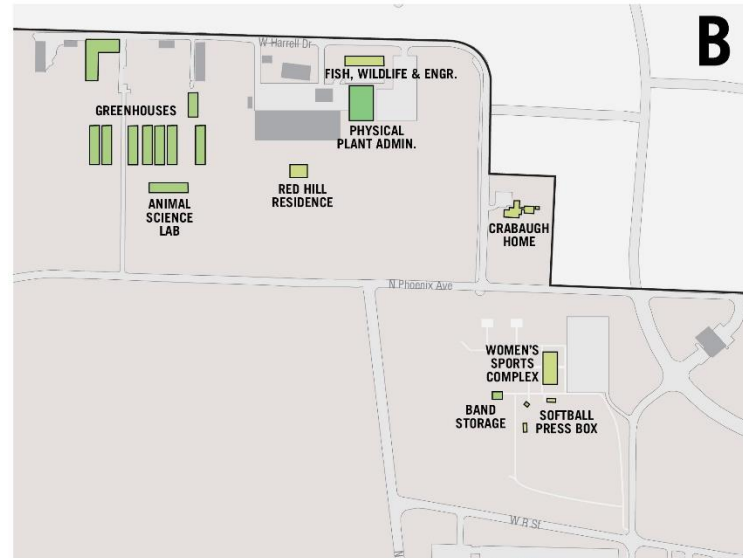 B
W Harrell Dr
FISH, WILDLIFE & ENGR.
GREENHOUSES
PHYSICAL
PLANT ADMIN.
RED HILL
RESIDENCE
ANIMAL
SCIENCE
LAB
CRABAUGH
HOME
N Phoenix Ave
WOMEN'S
SPORTS
COMPLEX
BAND
STORAGE
SOFTBALL
PRESS BOX
W R St
N